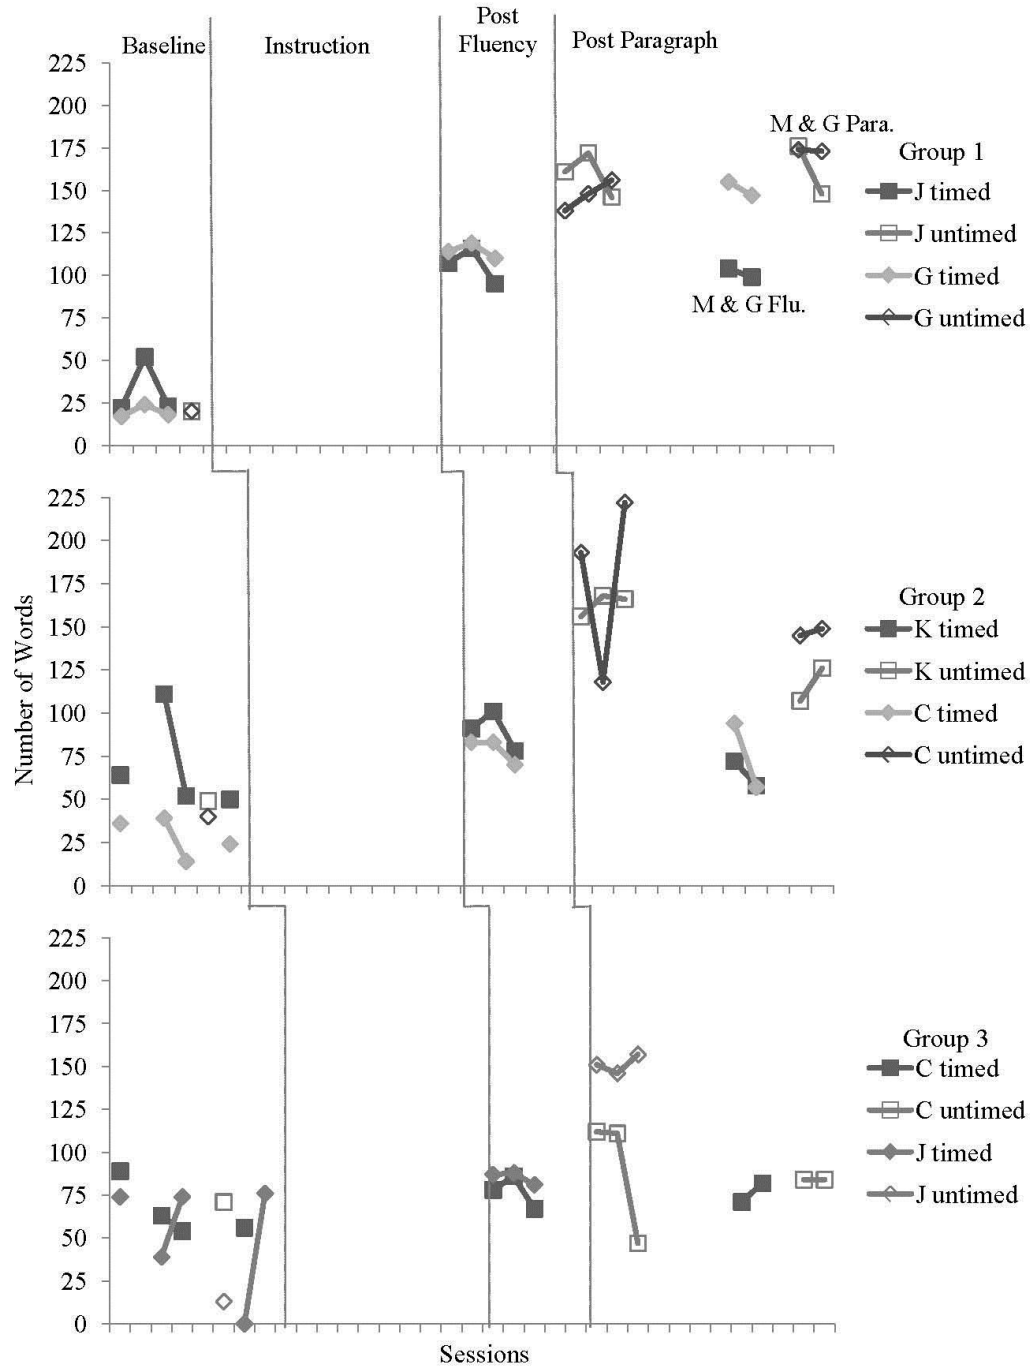 Baseline
Instruction
Post
Fluency
Post Paragraph
225
200
175
150
125
100
75
50
25
0
M & G Para.
M & G Flu.
Group 1
J timed
J untimed
G timed
G untimed
Number of Words
225
200
175
150
125
100
75
50
25
0
Group 2
K timed
K untimed
C timed
C untimed
225
200
175
150
125
100
75
50
25
0
Group 3
C timed
C untimed
J timed
J untimed
Sessions